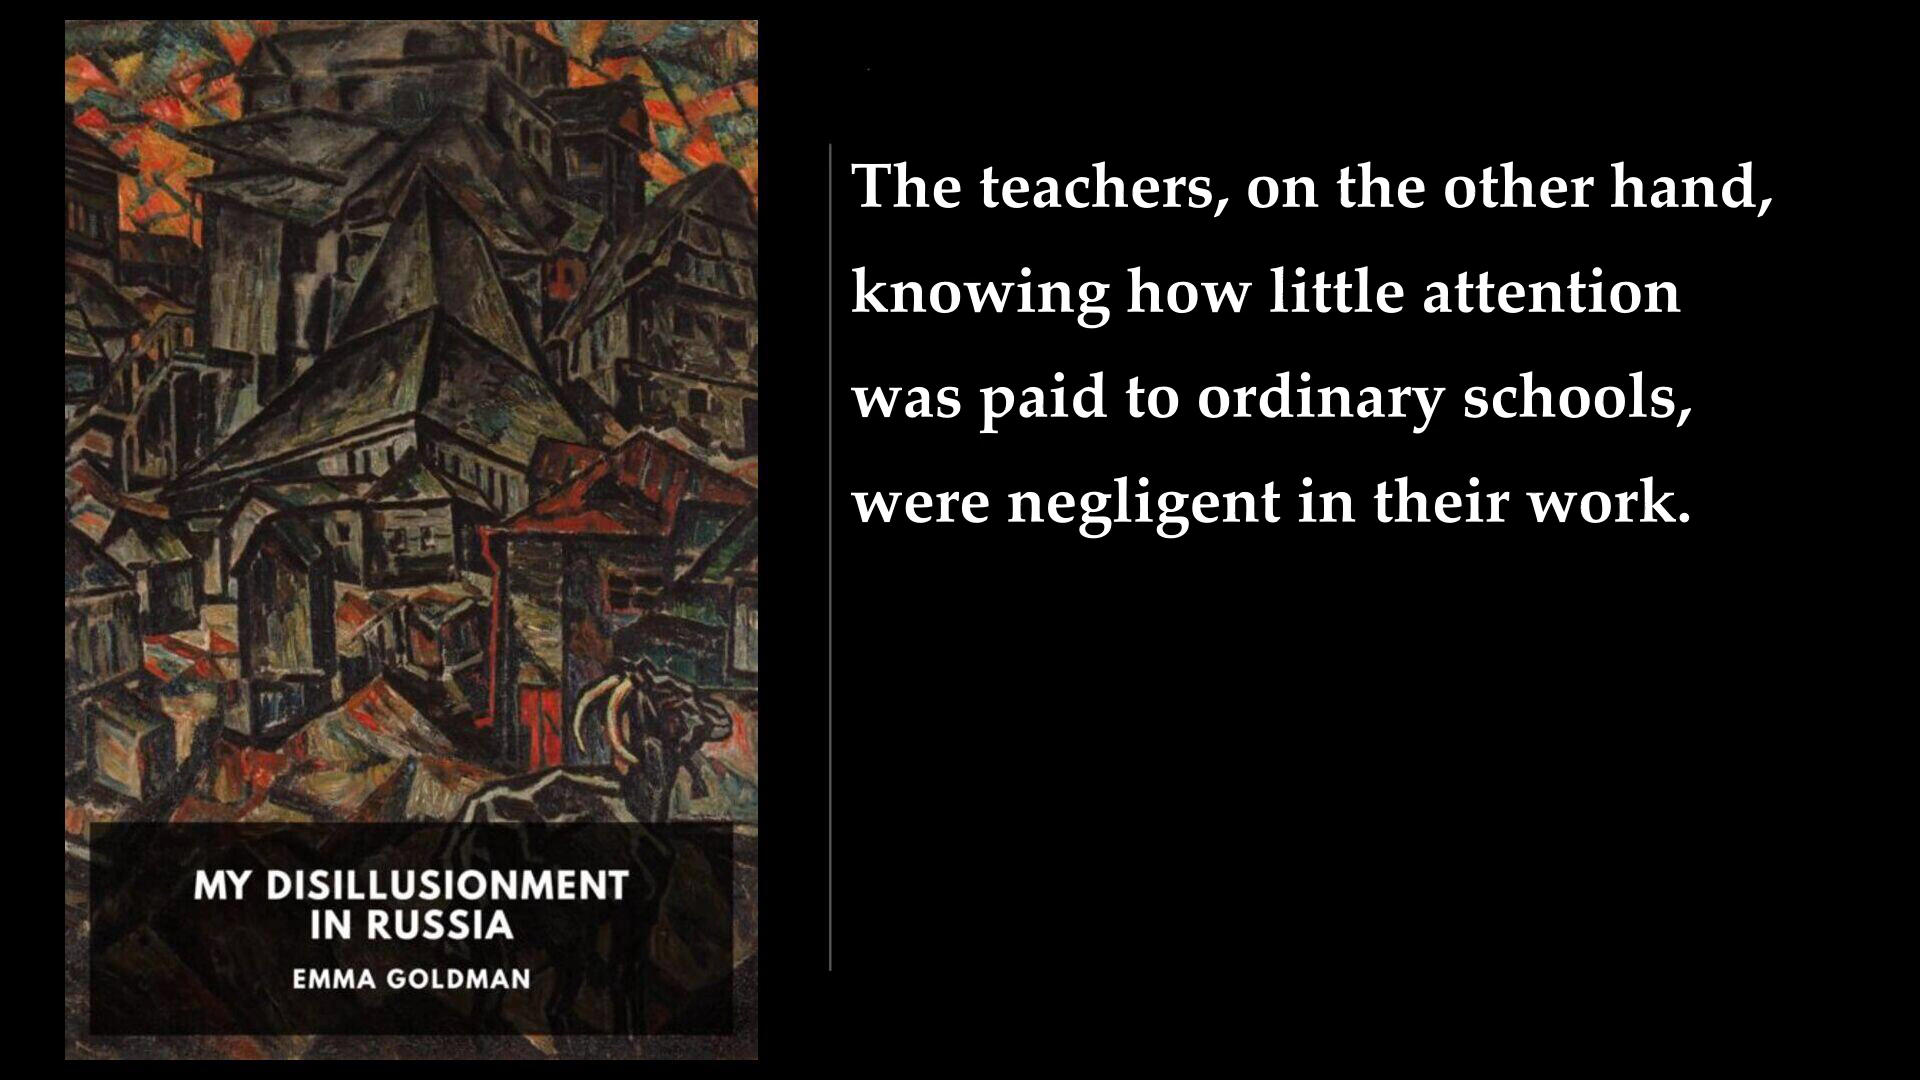 The teachers, on the other hand,
knowing how little attention
was paid to ordinary schools,
were negligent in their work.
MY DISILLUSIONMENT
IN RUSSIA
EMMA GOLDMAN